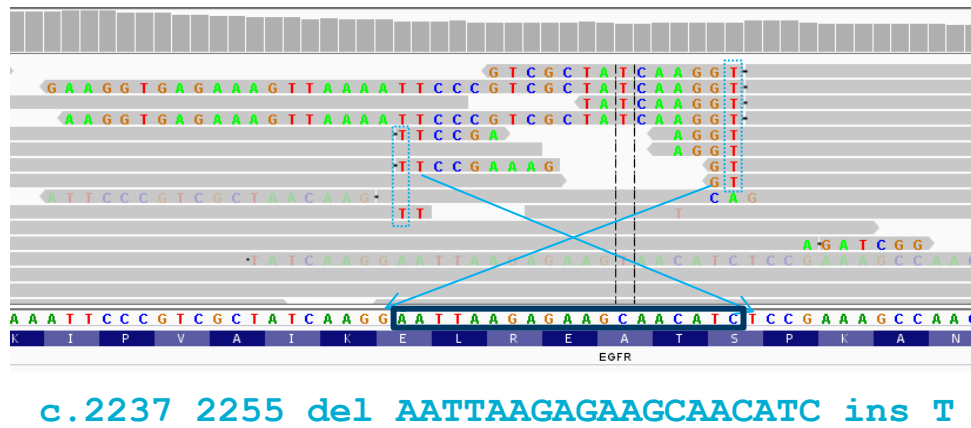 G T C G C T A T C A A G G T
G A A G G T G A G A A A G T T A A A A T T C C C G T C G C T A T C A A G G T
T A T C A A G G T
A A G G T G A G A A A G T T A A A A T T C C C G T C G C T A T C A A G G T
T T C C G A A G G T
A G G T
T T C C G A A A G G T
G T
A T T C C C G T C G C T A A C A A G C A G
T T T
A G A T C G G
T A T C A A G G A A T T A A G A G A A G T A A C A T C T C C G A A A G C C A A C
A A A T T C C C G T C G C T A T C A A G G A A T T A A G A G A A G C A A C A T C T C C G A A A G C C A A C
K I P V A I K E L R E A T S P K A N
EGFR
c.2237 2255 del AATTAAGAGAAGCAACATC ins T